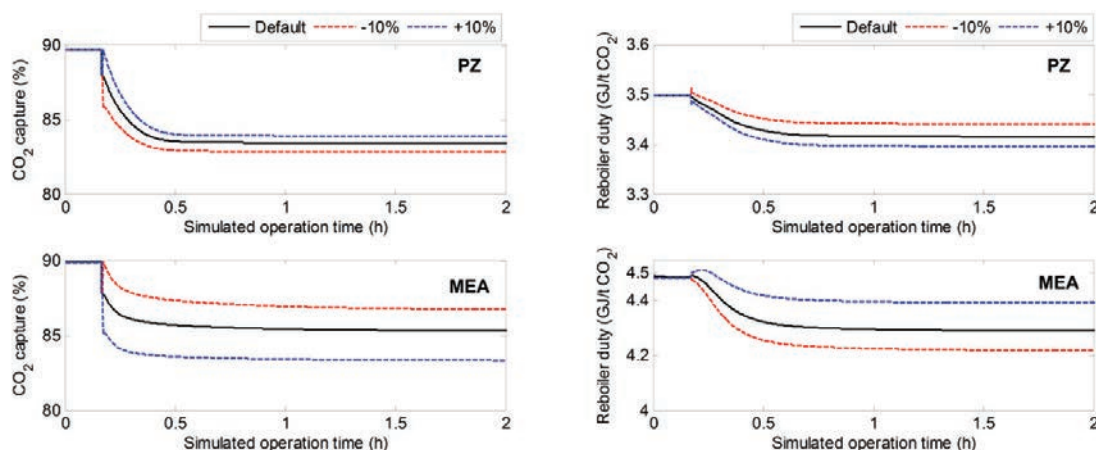 Default -10% +10%
PZ
CO2 capture (%)
90
85
80
0 0.5 1 1.5 2
Simulated operation time (h)
Default -10% +10%
PZ
Reboiler duty (GJ/t CO2)
3.6
3.5
3.4
3.3
0 0.5 1 1.5 2
Simulated operation time (h)
MEA
CO2 capture (%)
90
85
80
0 0.5 1 1.5 2
Simulated operation time (h)
MEA
Reboiler duty (GJ/t CO2)
4.5
4.4
4.2
4
0 0.5 1 1.5 2
Simulated operation time (h)